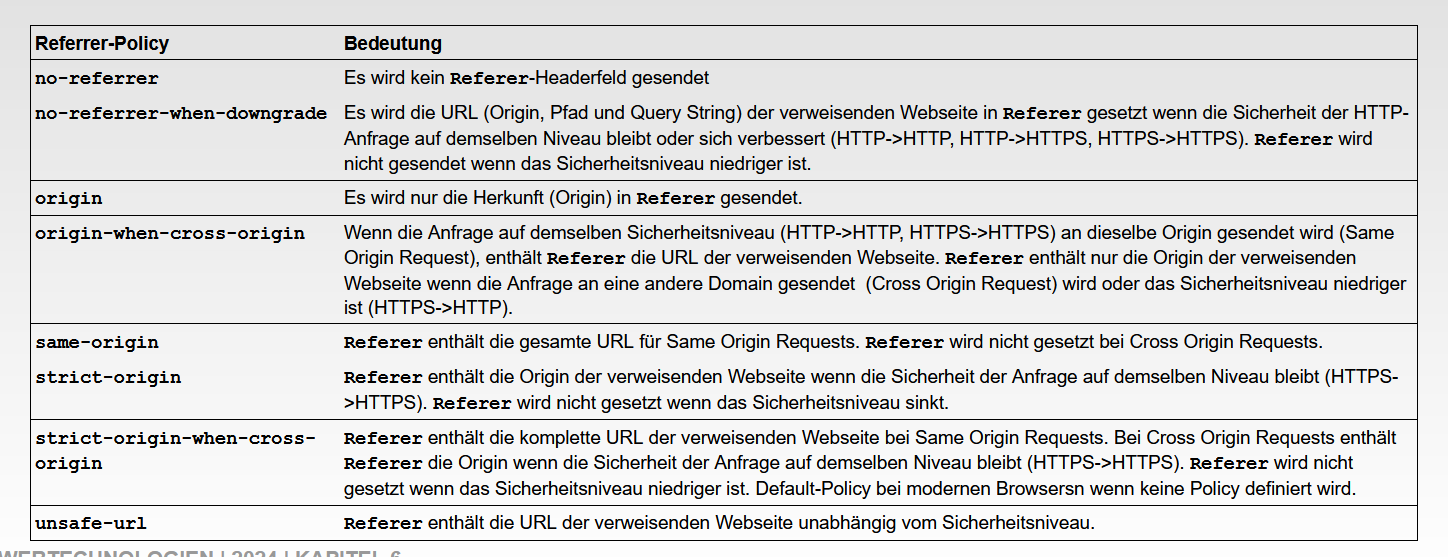 Referrer-Policy Bedeutung
no-referrer Es wird kein Referer-Headerfeld gesendet
no-referrer-when-downgrade Es wird die URL (Origin, Pfad und Query String) der verweisenden Webseite in Referer gesetzt wenn die Sicherheit der HTTP-
Anfrage auf demselben Niveau bleibt oder sich verbessert (HTTP->HTTP, HTTP->HTTPS, HTTPS->HTTPS). Referer wird
nicht gesendet wenn das Sicherheitsniveau niedriger ist.
origin Es wird nur die Herkunft (Origin) in Referer gesendet.
origin-when-cross-origin Wenn die Anfrage auf demselben Sicherheitsniveau (HTTP->HTTP, HTTPS->HTTPS) an dieselbe Origin gesendet wird (Same
Origin Request), enthält Referer die URL der verweisenden Webseite. Referer enthält nur die Origin der verweisenden
Webseite wenn die Anfrage an eine andere Domain gesendet (Cross Origin Request) wird oder das Sicherheitsniveau niedriger
ist (HTTPS->HTTP).
same-origin Referer enthält die gesamte URL für Same Origin Requests. Referer wird nicht gesetzt bei Cross Origin Requests.
strict-origin Referer enthält die Origin der verweisenden Webseite wenn die Sicherheit der Anfrage auf demselben Niveau bleibt (HTTPS-
>HTTPS). Referer wird nicht gesetzt wenn das Sicherheitsniveau sinkt.
strict-origin-when-cross- Referer enthält die komplette URL der verweisenden Webseite bei Same Origin Requests. Bei Cross Origin Requests enthält
origin Referer die Origin wenn die Sicherheit der Anfrage auf demselben Niveau bleibt (HTTPS->HTTPS). Referer wird nicht
gesetzt wenn das Sicherheitsniveau niedriger ist. Default-Policy bei modernen Browsersn wenn keine Policy definiert wird.
unsafe-url Referer enthält die URL der verweisenden Webseite unabhängig vom Sicherheitsniveau.
WEBTECHNOLOGIEN | 2024 | KAPITEL 6